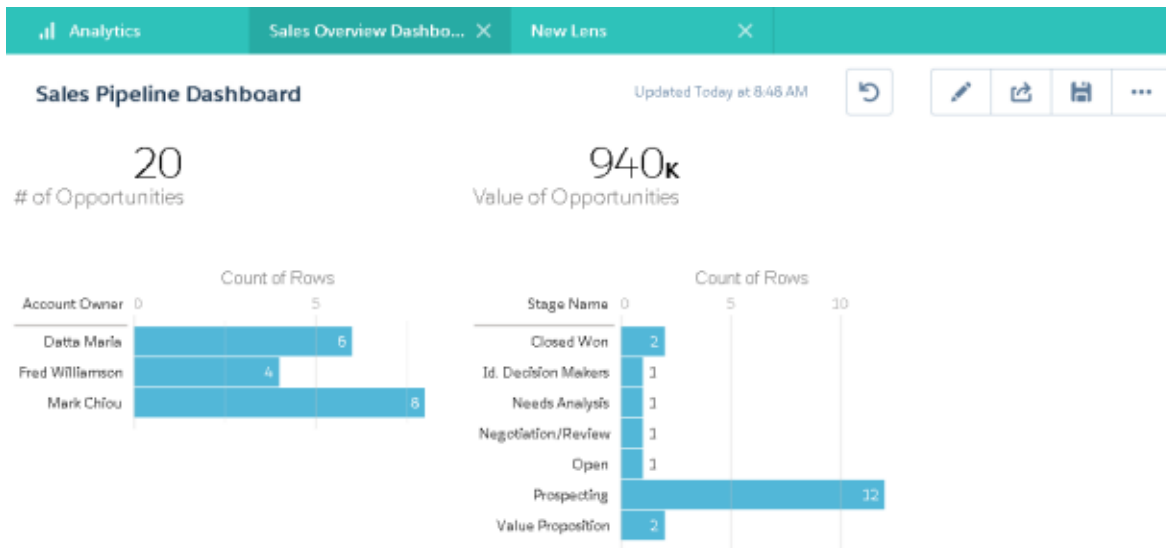 Analytics
Sales Overview Dashbo...
New Lens
Sales Pipeline Dashboard
Updated Today at 8:48 AM
20
# of Opportunities
940K
Value of Opportunities
Count of Rows
Account Owner 0 5
Datta Maria 6
Fred Williamson 4
Mark Chiou 8
Count of Rows
Stage Name 0 5 10
Closed Won 2
Id. Decision Makers 1
Needs Analysis 1
Negotiation/Review 1
Open 1
Prospecting 12
Value Proposition 2